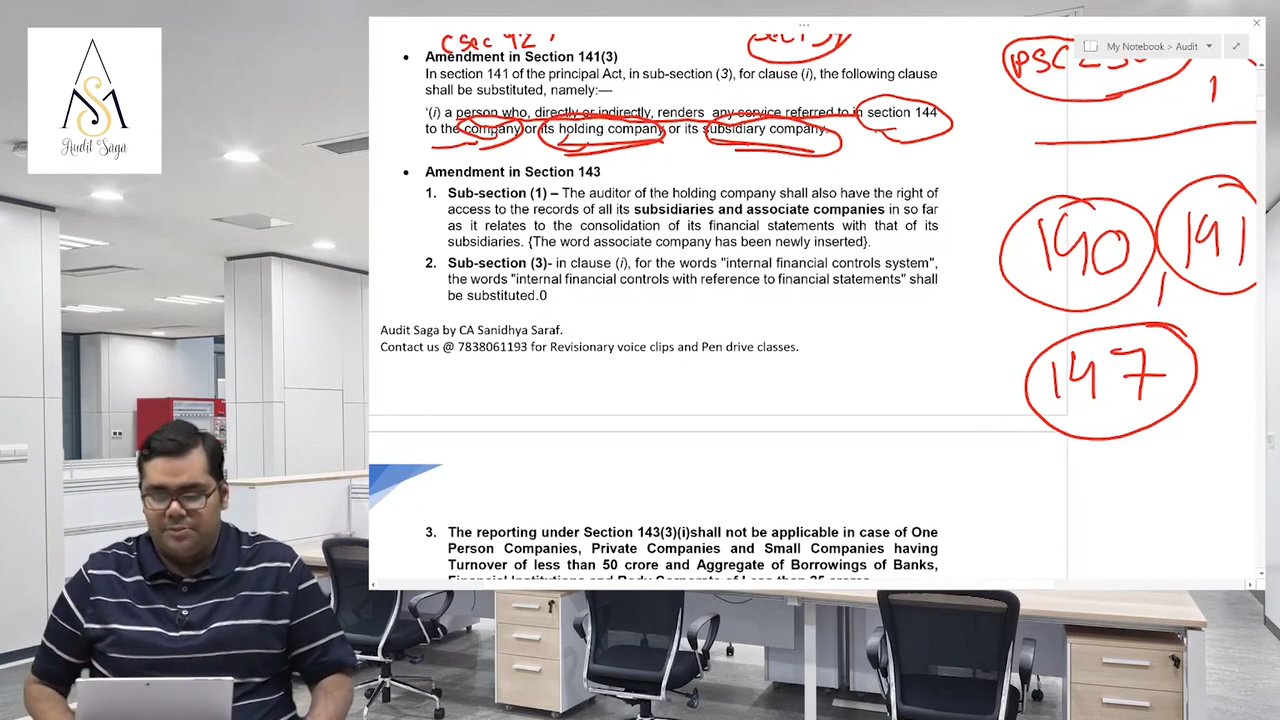 AMS
Audit Saga
My Notebook > Audit
(sec 42)
• Amendment in Section 141(3)
In section 141 of the principal Act, in sub-section (3), for clause (i), the following clause
shall be substituted, namely:—
'(i) a person who, directly or indirectly, renders any service referred to in section 144
to the company or its holding company or its subsidiary company.
• Amendment in Section 143
1. Sub-section (1) – The auditor of the holding company shall also have the right of
access to the records of all its subsidiaries and associate companies in so far
as it relates to the consolidation of its financial statements with that of its
subsidiaries. {The word associate company has been newly inserted}.
2. Sub-section (3)- in clause (i), for the words "internal financial controls system",
the words "internal financial controls with reference to financial statements" shall
be substituted.0
Audit Saga by CA Sanidhya Saraf.
Contact us @ 7838061193 for Revisionary voice clips and Pen drive classes.
140, 141
147
3. The reporting under Section 143(3)(i)shall not be applicable in case of One
Person Companies, Private Companies and Small Companies having
Turnover of less than 50 crore and Aggregate of Borrowings of Banks,